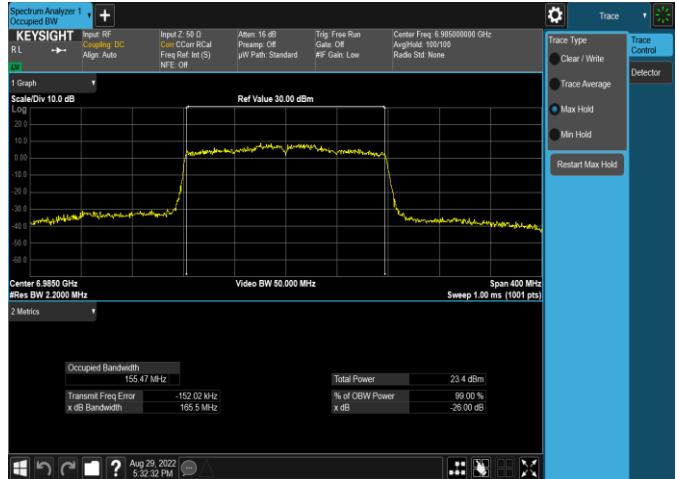 Spectrum Analyzer 1
Occupied BW
Trace
KEYSIGHT
R L
Input: RF
Coupling: DC
Align: Auto
Input Z: 50 Ω
Corr CCorr RCal
Freq Ref: Int (S)
NFE: Off
Atten: 16 dB
Preamp: Off
µW Path: Standard
Trig: Free Run
Gate: Off
#IF Gain: Low
Center Freq: 6.985000000 GHz
Avg|Hold: 100/100
Radio Std: None
Trace Type
Clear / Write
Trace Average
Max Hold
Min Hold
Restart Max Hold
Trace
Control
Detector
1 Graph
Scale/Div 10.0 dB
Ref Value 30.00 dBm
Log
20.0
10.0
0.00
-10.0
-20.0
-30.0
-40.0
-50.0
-60.0
Center 6.9850 GHz
#Res BW 2.2000 MHz
Video BW 50.000 MHz
Span 400 MHz
Sweep 1.00 ms (1001 pts)
2 Metrics
Occupied Bandwidth
155.47 MHz
Transmit Freq Error -152.02 kHz
x dB Bandwidth 165.5 MHz
Total Power 23.4 dBm
% of OBW Power 99.00 %
x dB -26.00 dB
Aug 29, 2022
5:32:32 PM